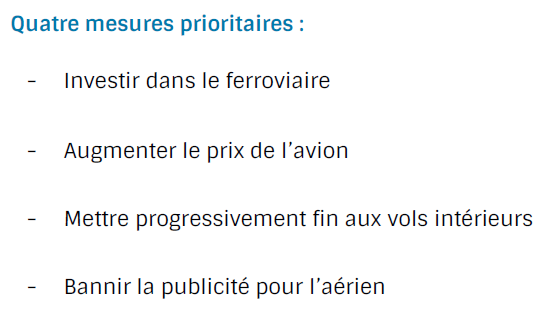 Quatre mesures prioritaires :
- Investir dans le ferroviaire
- Augmenter le prix de l’avion
- Mettre progressivement fin aux vols intérieurs
- Bannir la publicité pour l’aérien